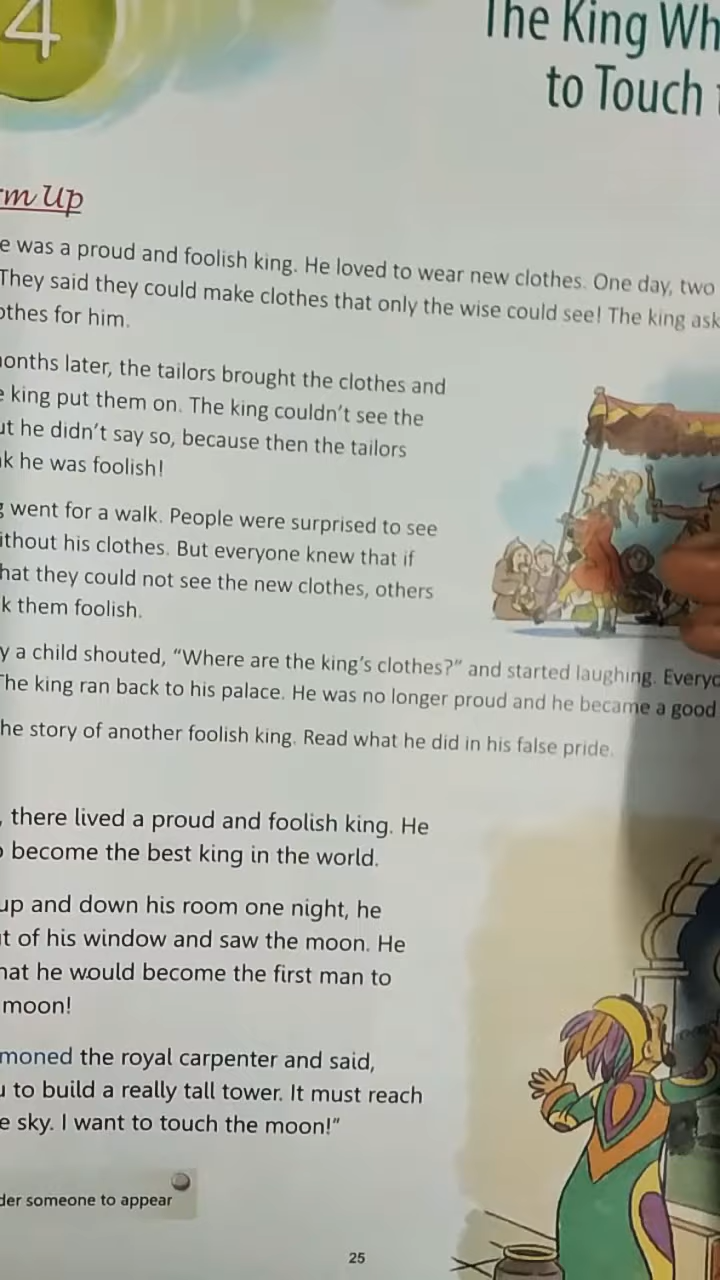 4
The King Wh
to Touch
m Up
e was a proud and foolish king. He loved to wear new clothes. One day, two
They said they could make clothes that only the wise could see! The king ask
othes for him.
onths later, the tailors brought the clothes and
e king put them on. The king couldn't see the
ut he didn't say so, because then the tailors
k he was foolish!
g went for a walk. People were surprised to see
ithout his clothes. But everyone knew that if
hat they could not see the new clothes, others
k them foolish.
y a child shouted, "Where are the king's clothes?" and started laughing. Everyo
The king ran back to his palace. He was no longer proud and he became a good
he story of another foolish king. Read what he did in his false pride.
, there lived a proud and foolish king. He
o become the best king in the world.
up and down his room one night, he
t of his window and saw the moon. He
hat he would become the first man to
moon!
moned the royal carpenter and said,
u to build a really tall tower. It must reach
e sky. I want to touch the moon!"
der someone to appear
25